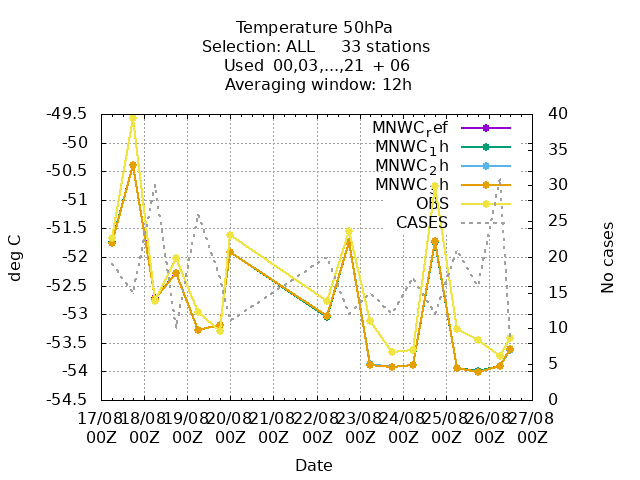 Temperature 50hPa
Selection: ALL 33 stations
Used 00,03,...,21 + 06
Averaging window: 12h
-49.5
-50
-50.5
-51
-51.5
-52
-52.5
-53
-53.5
-54
-54.5
deg C
40
35
30
25
20
15
10
5
0
No cases
MNWCref
MNWC1h
MNWC2h
MNWC3h
OBS
CASES
17/08 18/08 19/08 20/08 21/08 22/08 23/08 24/08 25/08 26/08 27/08
00Z 00Z 00Z 00Z 00Z 00Z 00Z 00Z 00Z 00Z 00Z
Date